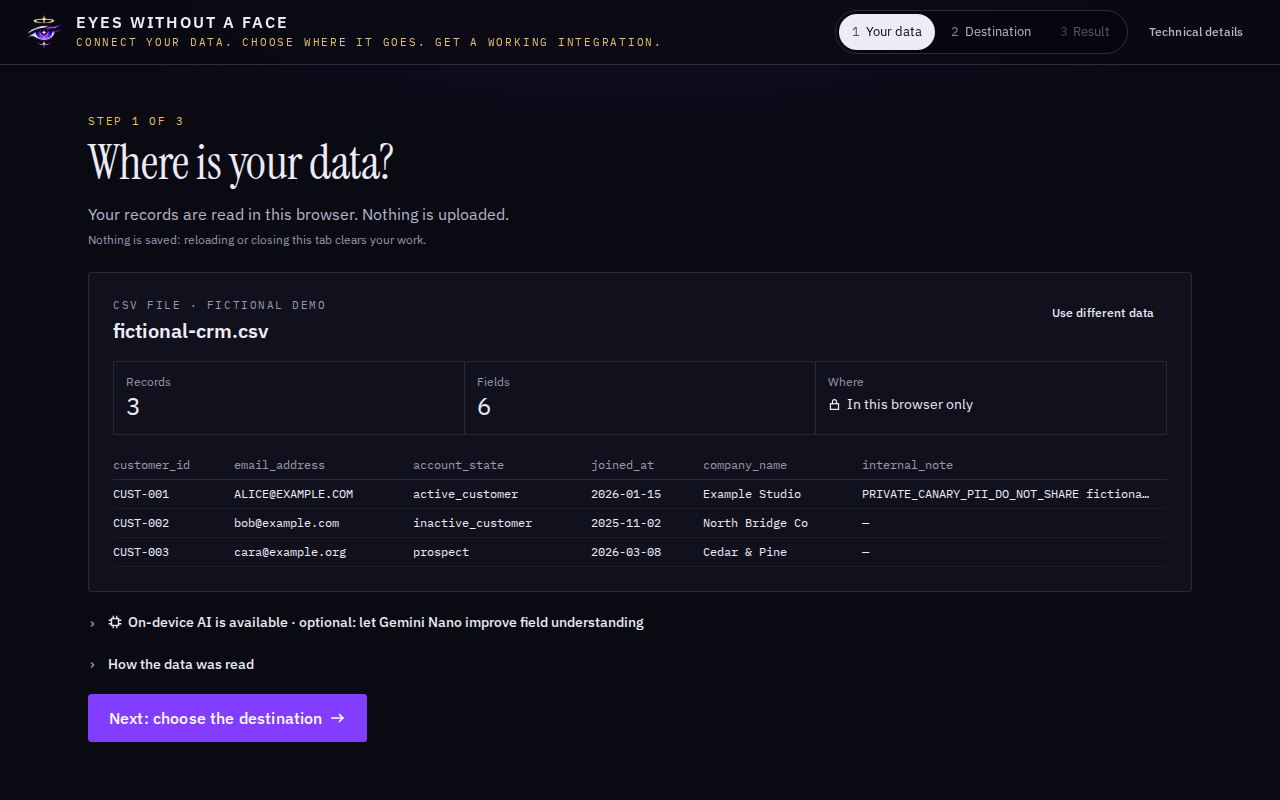 EYES WITHOUT A FACE
CONNECT YOUR DATA. CHOOSE WHERE IT GOES. GET A WORKING INTEGRATION.
1 Your data 2 Destination 3 Result Technical details
STEP 1 OF 3
Where is your data?
Your records are read in this browser. Nothing is uploaded.
Nothing is saved: reloading or closing this tab clears your work.
CSV FILE · FICTIONAL DEMO
fictional-crm.csv
Use different data
Records Fields Where
3 6 In this browser only
customer_id email_address account_state joined_at company_name internal_note
CUST-001 ALICE@EXAMPLE.COM active_customer 2026-01-15 Example Studio PRIVATE_CANARY_PII_DO_NOT_SHARE fictiona…
CUST-002 bob@example.com inactive_customer 2025-11-02 North Bridge Co —
CUST-003 cara@example.org prospect 2026-03-08 Cedar & Pine —
› On-device AI is available · optional: let Gemini Nano improve field understanding
› How the data was read
Next: choose the destination →